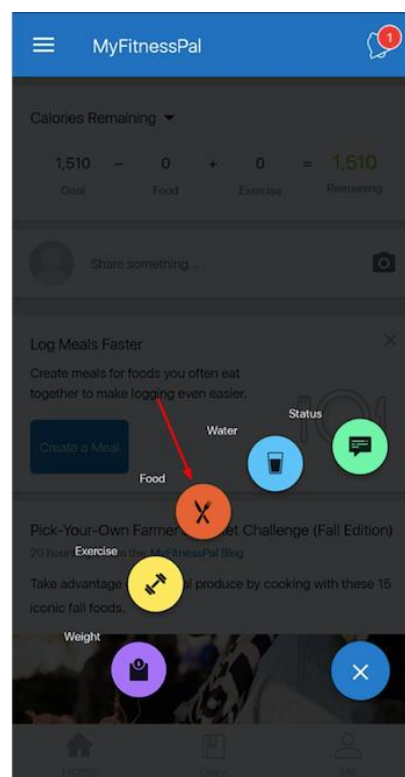 MyFitnessPal
1
Calories Remaining
1,510 – 0 + 0 = 1,510
Goal Food Exercise Remaining
Share something...
Log Meals Faster
Create meals for foods you often eat
together to make logging even easier.
Status
Water
Create a Meal
Food
Pick-Your-Own Farmer's et Challenge (Fall Edition)
20 hour n the MyFitnessPal Blog
Exercise
Take advantage al produce by cooking with these 15
iconic fall foods.
Weight
Home Diary Me